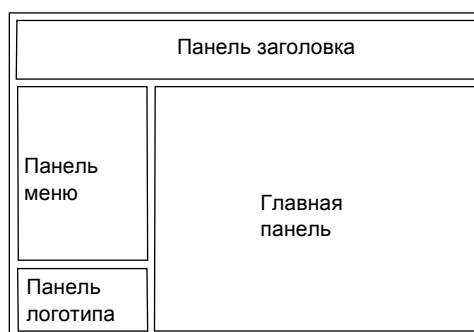 Панель заголовка
Панель
меню
Главная
панель
Панель
логотипа